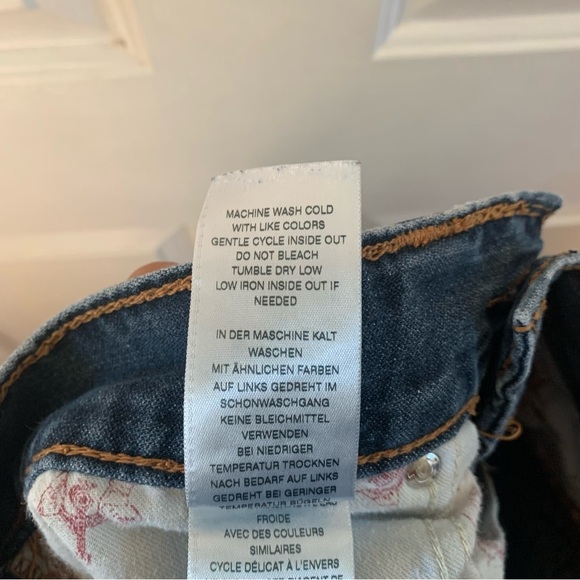 MACHINE WASH COLD
WITH LIKE COLORS
GENTLE CYCLE INSIDE OUT
DO NOT BLEACH
TUMBLE DRY LOW
LOW IRON INSIDE OUT IF
NEEDED
IN DER MASCHINE KALT
WASCHEN
MIT ÄHNLICHEN FARBEN
AUF LINKS GEDREHT IM
SCHONWASCHGANG
KEINE BLEICHMITTEL
VERWENDEN
BEI NIEDRIGER
TEMPERATUR TROCKNEN
NACH BEDARF AUF LINKS
GEDREHT BEI GERINGER
TEMPERATUR BÜGELN
FROIDE
AVEC DES COULEURS
SIMILAIRES
CYCLE DÉLICAT À L'ENVERS